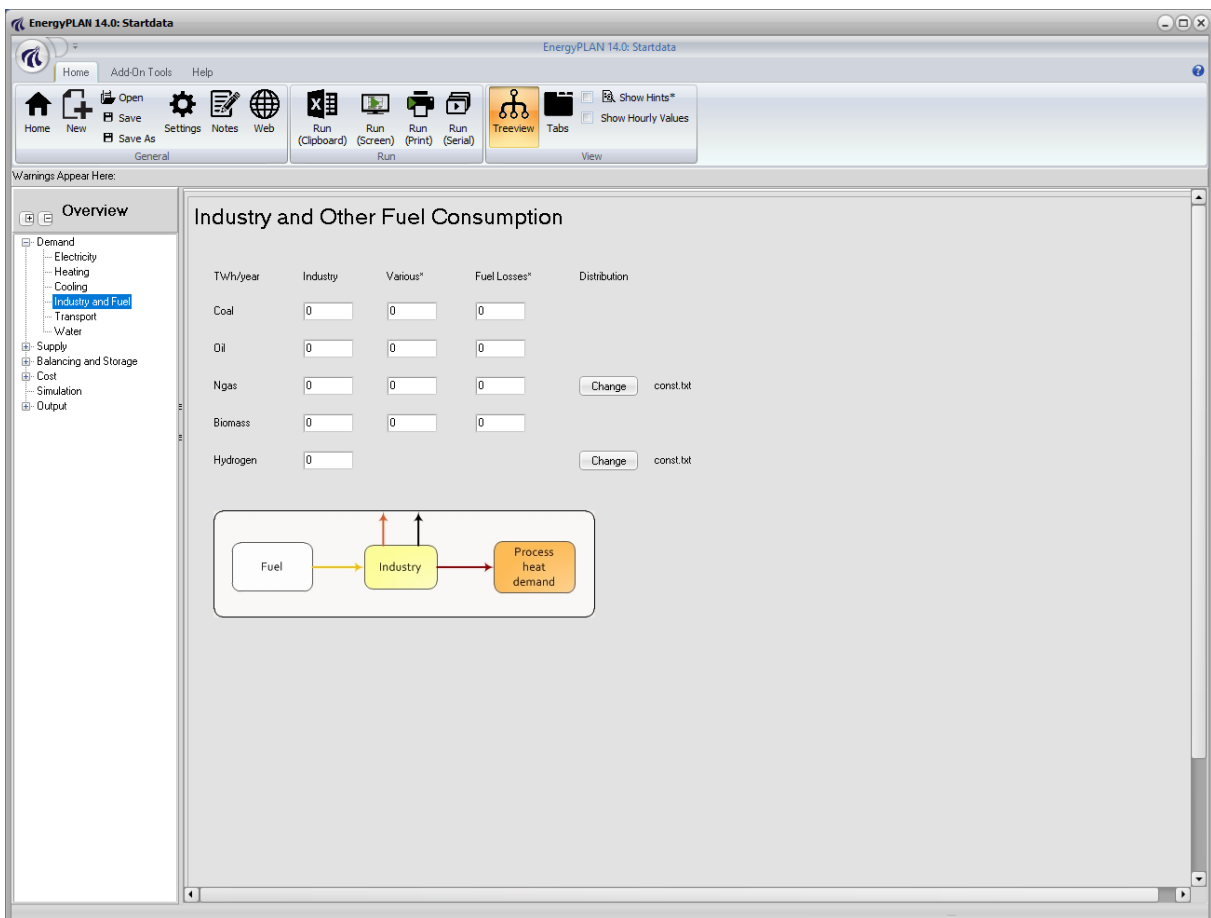 EnergyPLAN 14.0: Startdata
EnergyPLAN 14.0: Startdata
Home Add-On Tools Help
Home
New
Open
Save
Save As
Settings
Notes
Web
General
Run (Clipboard)
Run (Screen)
Run (Print)
Run (Serial)
Run
Treeview
Tabs
Show Hints*
Show Hourly Values
View
Warnings Appear Here:
Overview
Demand
Electricity
Heating
Cooling
Industry and Fuel
Transport
Water
Supply
Balancing and Storage
Cost
Simulation
Output
Industry and Other Fuel Consumption
TWh/year Industry Various* Fuel Losses* Distribution
Coal 0 0 0
Oil 0 0 0
Ngas 0 0 0 Change const.txt
Biomass 0 0 0
Hydrogen 0 Change const.txt
Fuel
Industry
Process
heat
demand